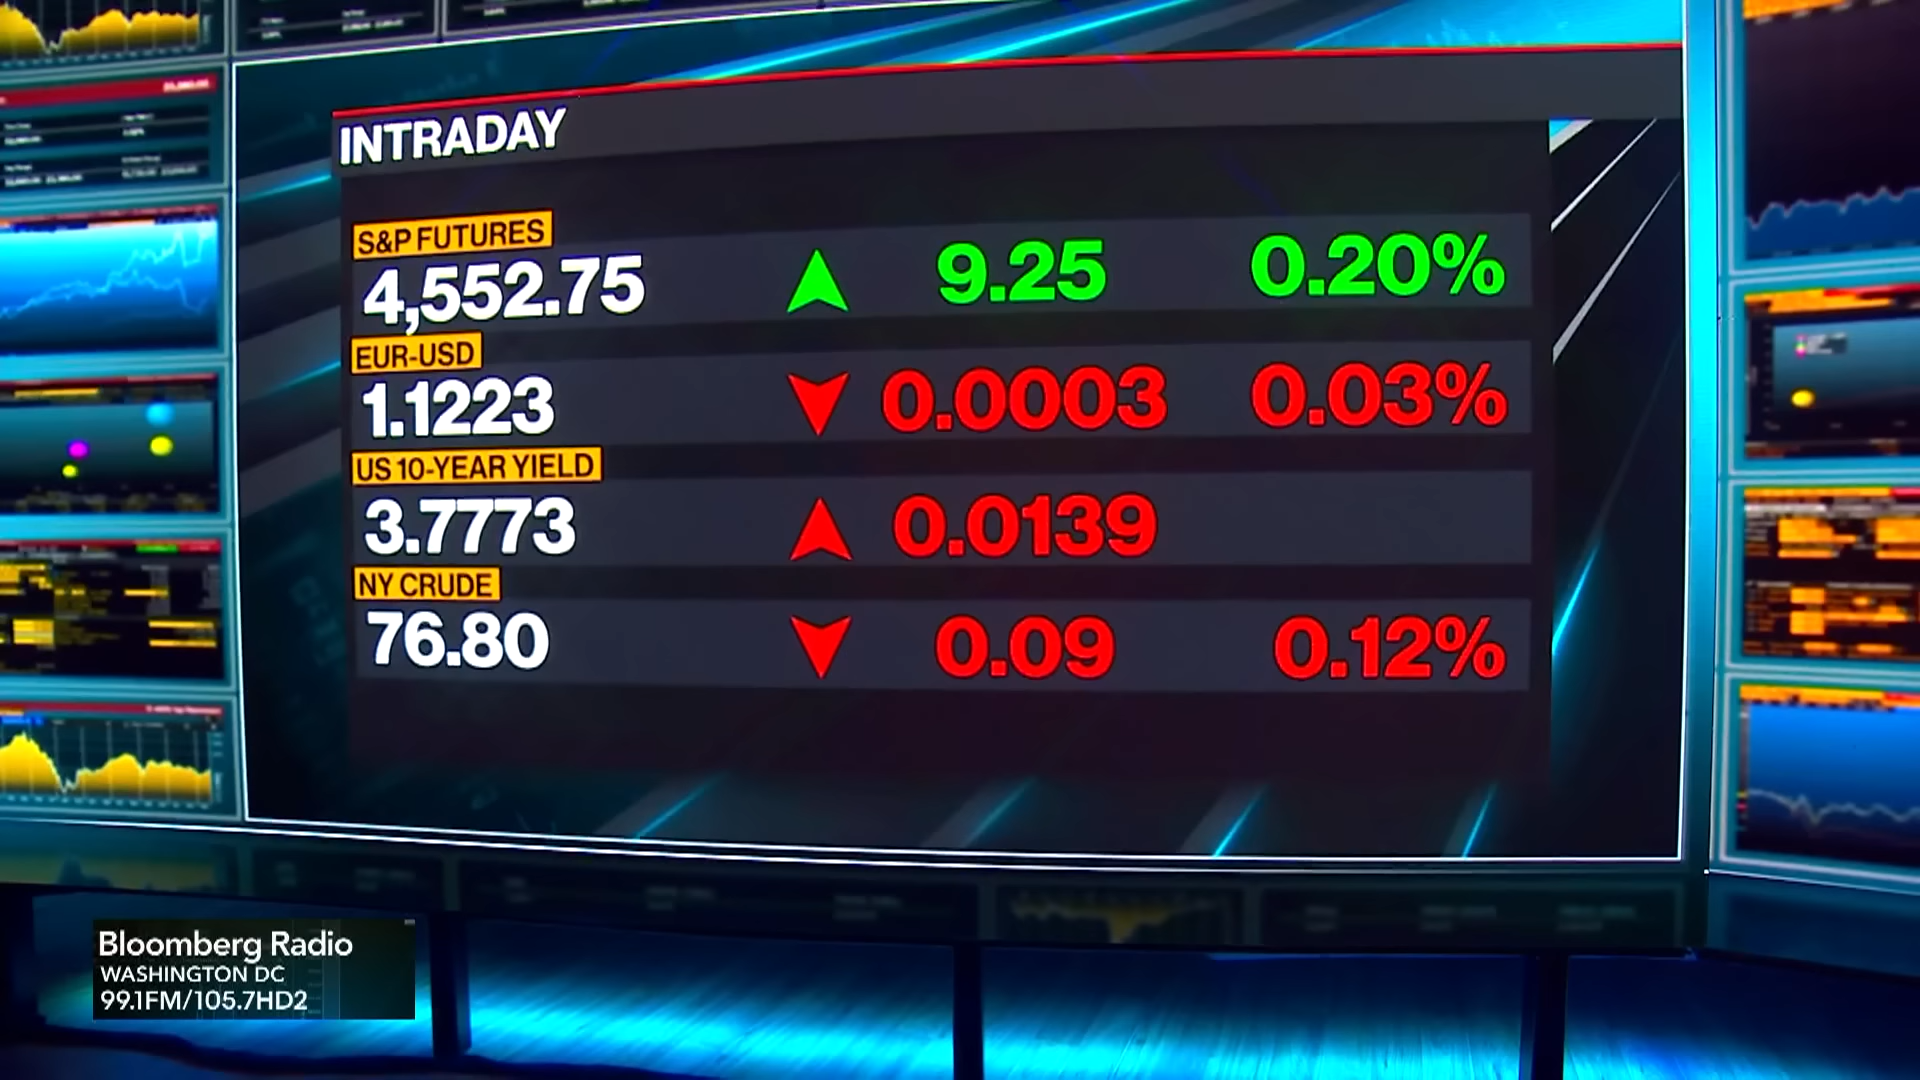 INTRADAY
S&P FUTURES
4,552.75 ▲ 9.25 0.20%
EUR-USD
1.1223 ▼ 0.0003 0.03%
US 10-YEAR YIELD
3.7773 ▲ 0.0139
NY CRUDE
76.80 ▼ 0.09 0.12%
Bloomberg Radio
WASHINGTON DC
99.1FM/105.7HD2